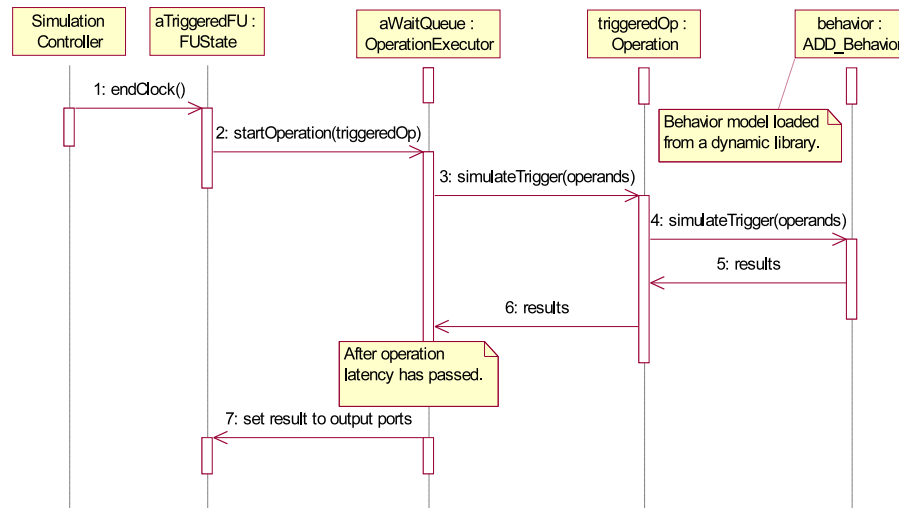 Simulation
Controller
aTriggeredFU :
FUState
aWaitQueue :
OperationExecutor
triggeredOp :
Operation
behavior :
ADD_Behavior
1: endClock()
Behavior model loaded
from a dynamic library.
2: startOperation(triggeredOp)
3: simulateTrigger(operands)
4: simulateTrigger(operands)
5: results
6: results
After operation
latency has passed.
7: set result to output ports